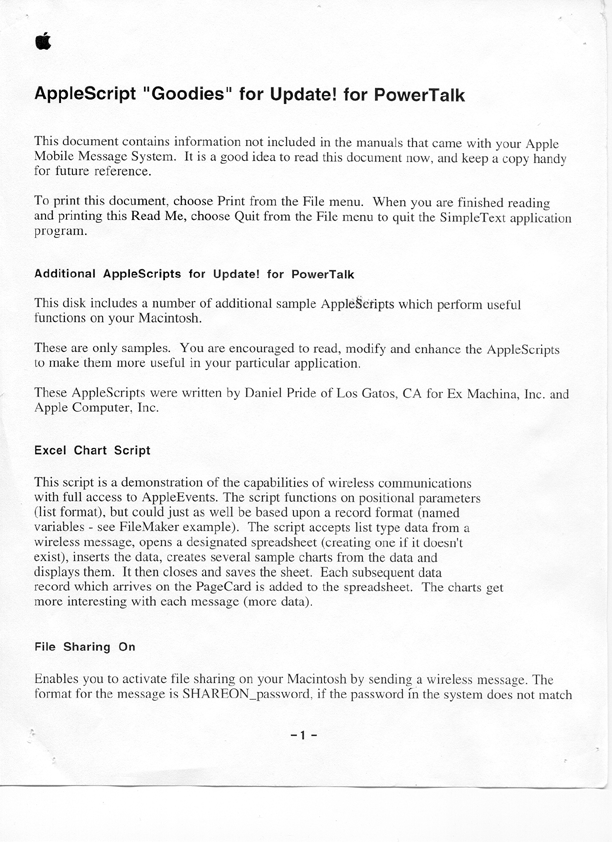 AppleScript "Goodies" for Update! for PowerTalk
This document contains information not included in the manuals that came with your Apple
Mobile Message System. It is a good idea to read this document now, and keep a copy handy
for future reference.
To print this document, choose Print from the File menu. When you are finished reading
and printing this Read Me, choose Quit from the File menu to quit the SimpleText application
program.
Additional AppleScripts for Update! for PowerTalk
This disk includes a number of additional sample AppleScripts which perform useful
functions on your Macintosh.
These are only samples. You are encouraged to read, modify and enhance the AppleScripts
to make them more useful in your particular application.
These AppleScripts were written by Daniel Pride of Los Gatos, CA for Ex Machina, Inc. and
Apple Computer, Inc.
Excel Chart Script
This script is a demonstration of the capabilities of wireless communications
with full access to AppleEvents. The script functions on positional parameters
(list format), but could just as well be based upon a record format (named
variables - see FileMaker example). The script accepts list type data from a
wireless message, opens a designated spreadsheet (creating one if it doesn't
exist), inserts the data, creates several sample charts from the data and
displays them. It then closes and saves the sheet. Each subsequent data
record which arrives on the PageCard is added to the spreadsheet. The charts get
more interesting with each message (more data).
File Sharing On
Enables you to activate file sharing on your Macintosh by sending a wireless message. The
format for the message is SHAREON_password, if the password in the system does not match
- 1 -